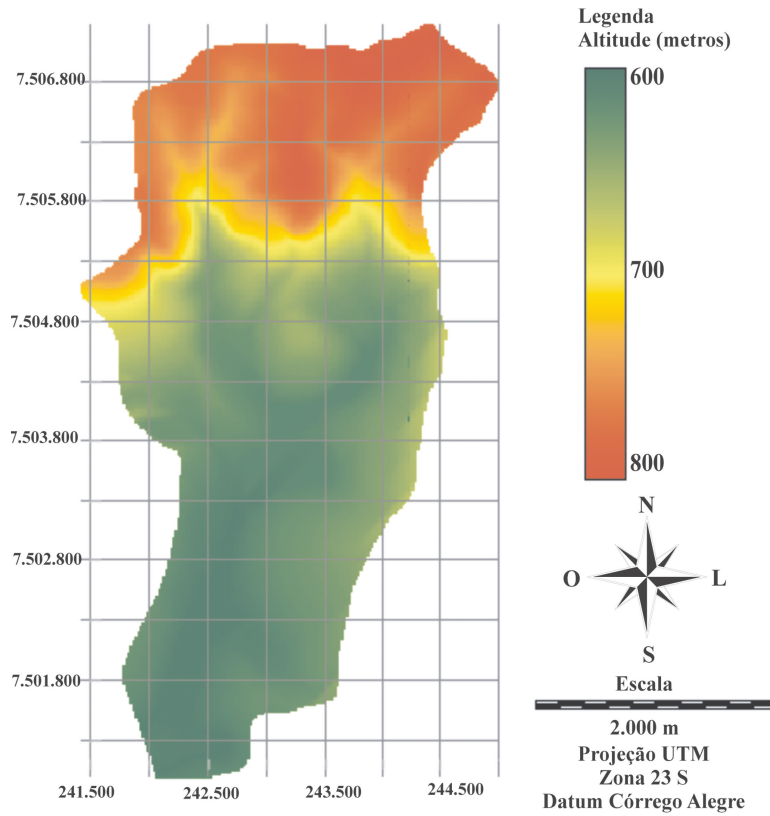 Legenda
Altitude (metros)
600
700
800
7.506.800
7.505.800
7.504.800
7.503.800
7.502.800
7.501.800
241.500
242.500
243.500
244.500
N
O
L
S
Escala
2.000 m
Projeção UTM
Zona 23 S
Datum Córrego Alegre